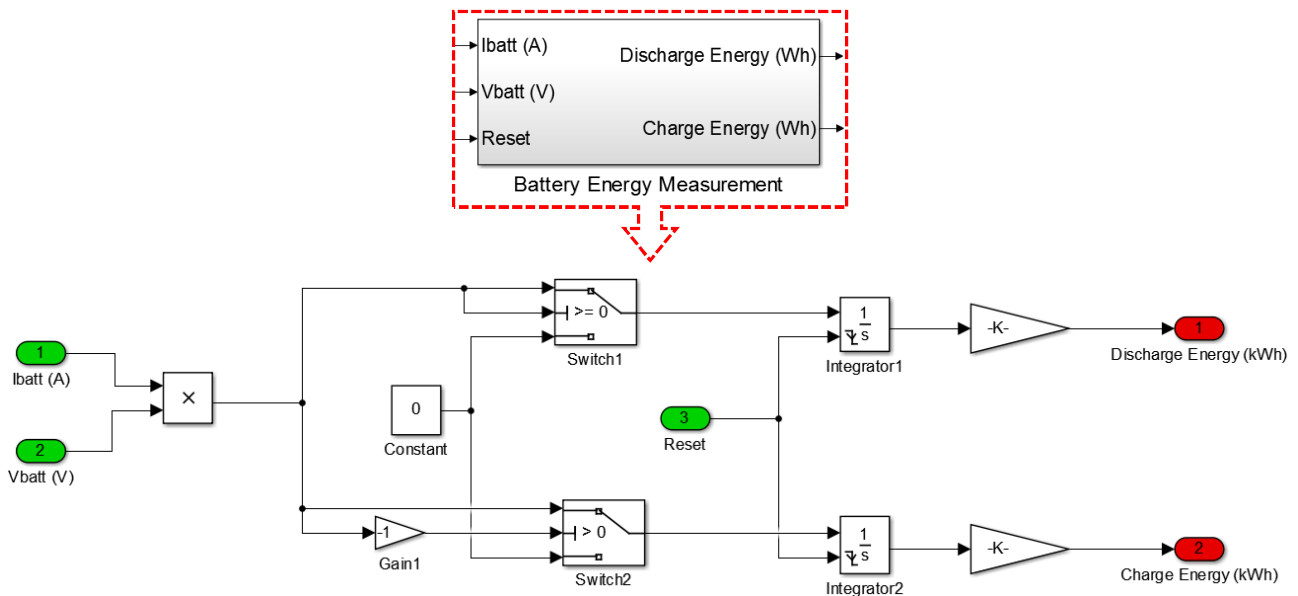 Ibatt (A)
Discharge Energy (Wh)
Vbatt (V)
Charge Energy (Wh)
Reset
Battery Energy Measurement
>= 0
Switch1
1
s
Integrator1
-K-
1
Discharge Energy (kWh)
1
Ibatt (A)
×
2
Vbatt (V)
0
Constant
3
Reset
-1
Gain1
> 0
Switch2
1
s
Integrator2
-K-
2
Charge Energy (kWh)